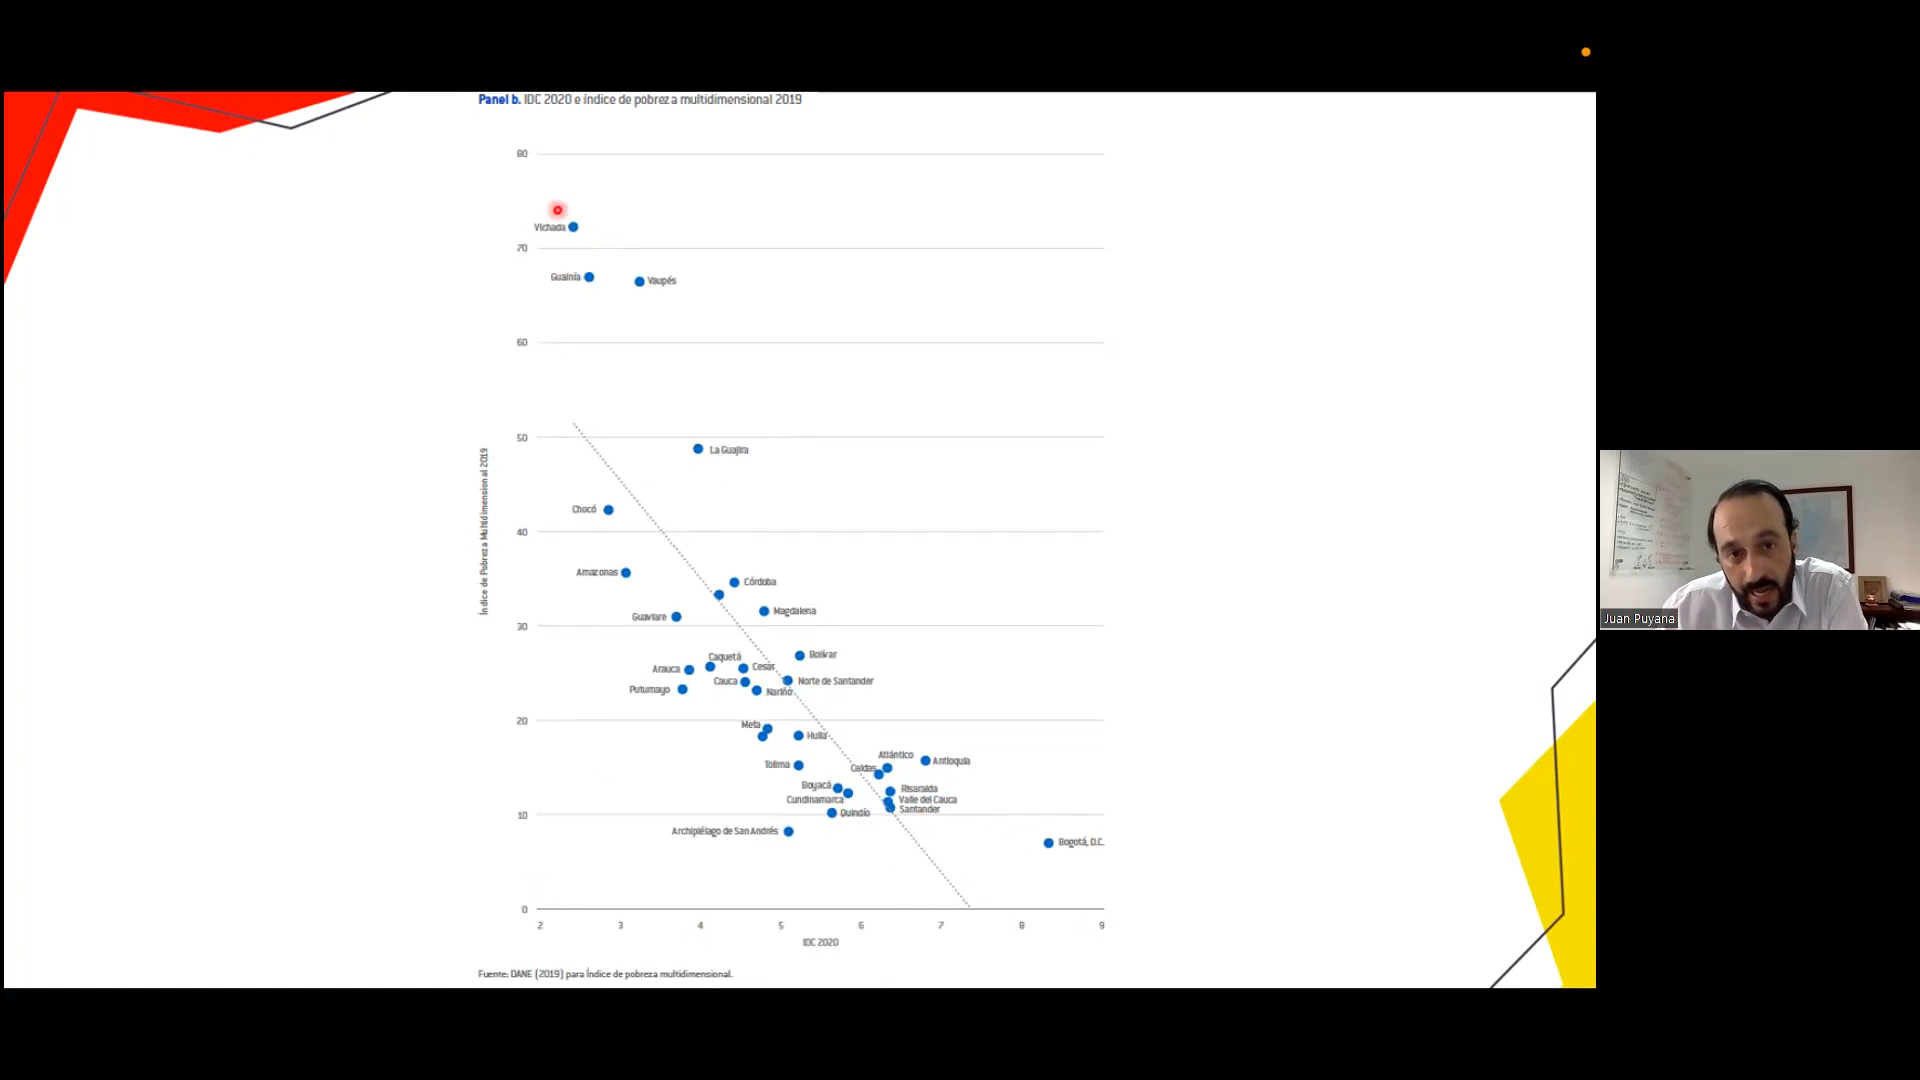 Panel b. IDC 2020 e índice de pobreza multidimensional 2019
80
Vichada
70
Guainía
Vaupés
60
50
La Guajira
Índice de Pobreza Multidimensional 2019
Chocó
40
Amazonas
Córdoba
Magdalena
Guaviare
30
Bolívar
Caquetá
Cesar
Arauca
Cauca
Norte de Santander
Putumayo
Nariño
20
Meta
Huila
Atlántico
Antioquia
Tolima
Caldas
Boyacá
Risaralda
Cundinamarca
Valle del Cauca
Santander
10
Quindío
Archipiélago de San Andrés
Bogotá, D.C.
0
2 3 4 5 6 7 8 9
IDC 2020
Fuente: DANE (2019) para Índice de pobreza multidimensional.
Juan Puyana